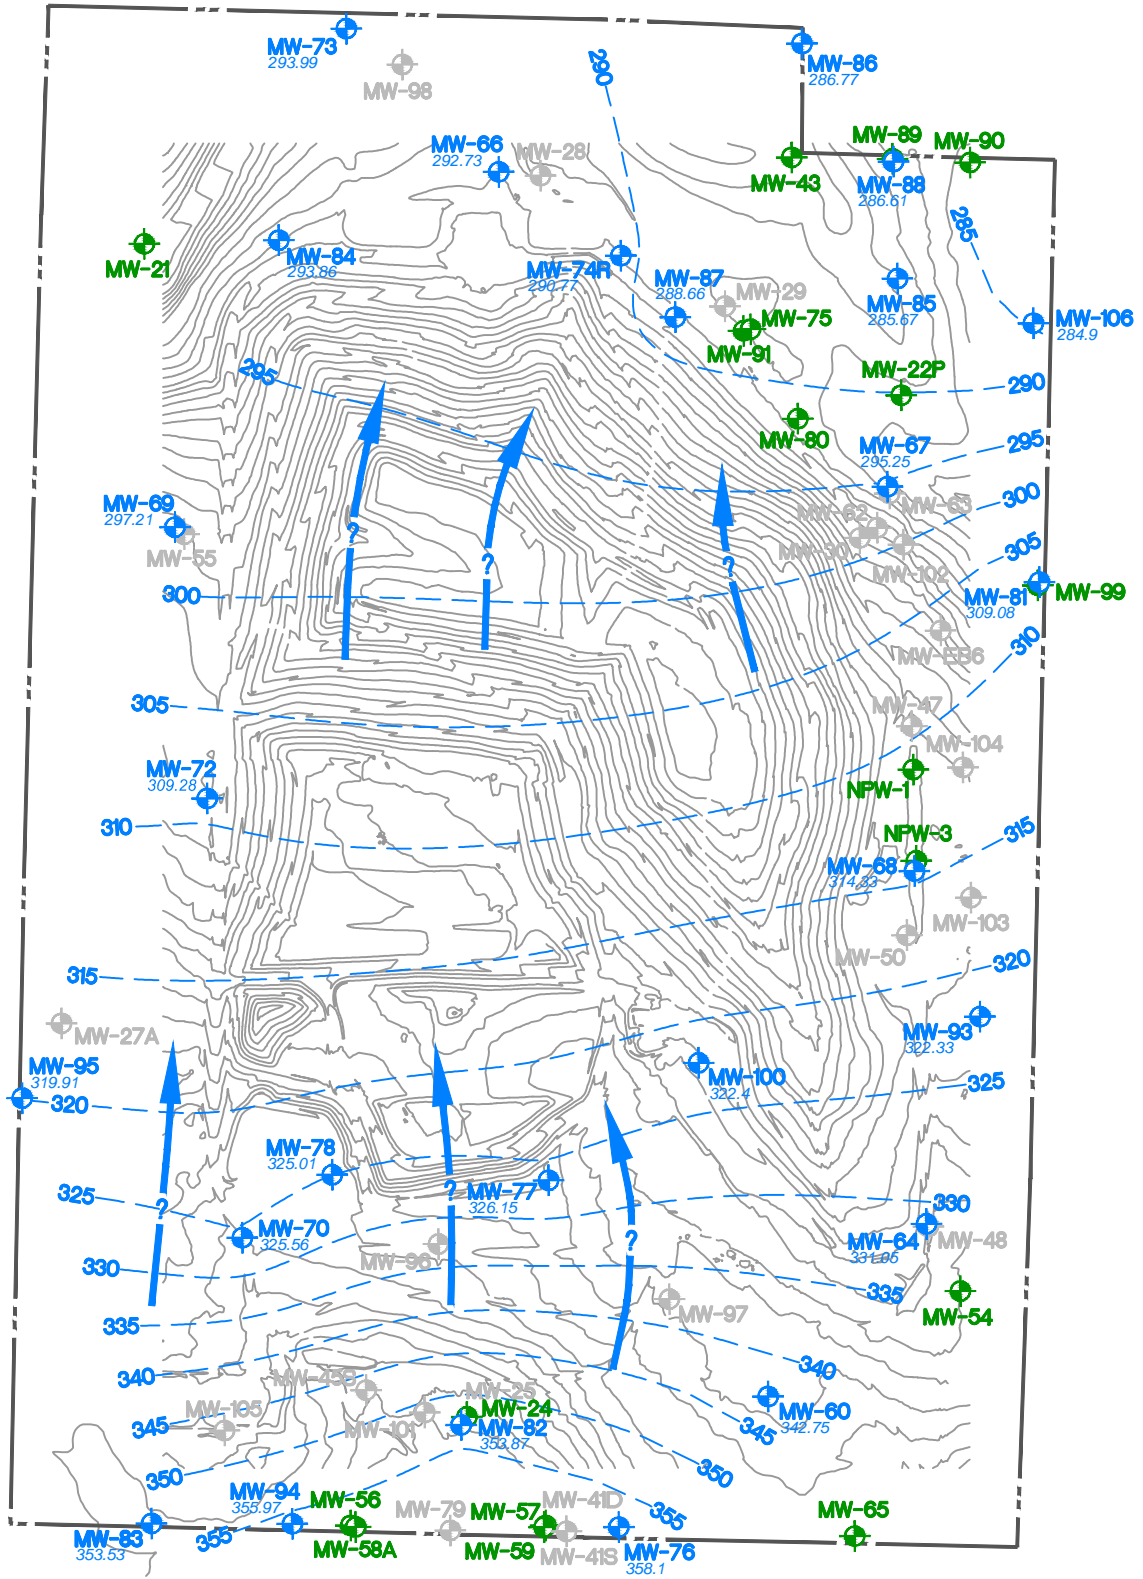 MW-73
293.99
MW-98
290
MW-86
286.77
MW-66
292.73
MW-28
MW-89
MW-90
MW-43
MW-88
286.61
MW-21
MW-84
293.86
MW-74R
290.77
MW-87
288.66
MW-29
285
MW-85
285.67
MW-75
MW-91
MW-106
284.9
MW-22P
295
290
MW-80
MW-67
295.25
295
MW-69
297.21
MW-55
MW-63
MW-62
MW-30
MW-102
300
305
?
?
?
300
MW-81
309.08
MW-99
MW-EB6
310
305
MW-47
MW-104
MW-72
309.28
NPW-1
310
NPW-3
315
MW-68
314.33
MW-103
MW-50
315
320
MW-27A
MW-93
322.33
MW-95
319.91
320
MW-100
322.4
325
MW-78
325.01
325
MW-77
326.15
?
?
?
330
MW-70
325.56
MW-96
MW-64
331.05
MW-48
330
335
MW-97
MW-54
335
340
340
MW-45S
MW-25
MW-24
MW-60
342.75
MW-105
345
MW-101
MW-82
353.87
345
350
350
MW-94
355.97
MW-56
MW-79
MW-57
MW-41D
355
MW-65
MW-83
353.53
355
MW-58A
MW-59
MW-41S
MW-76
358.1